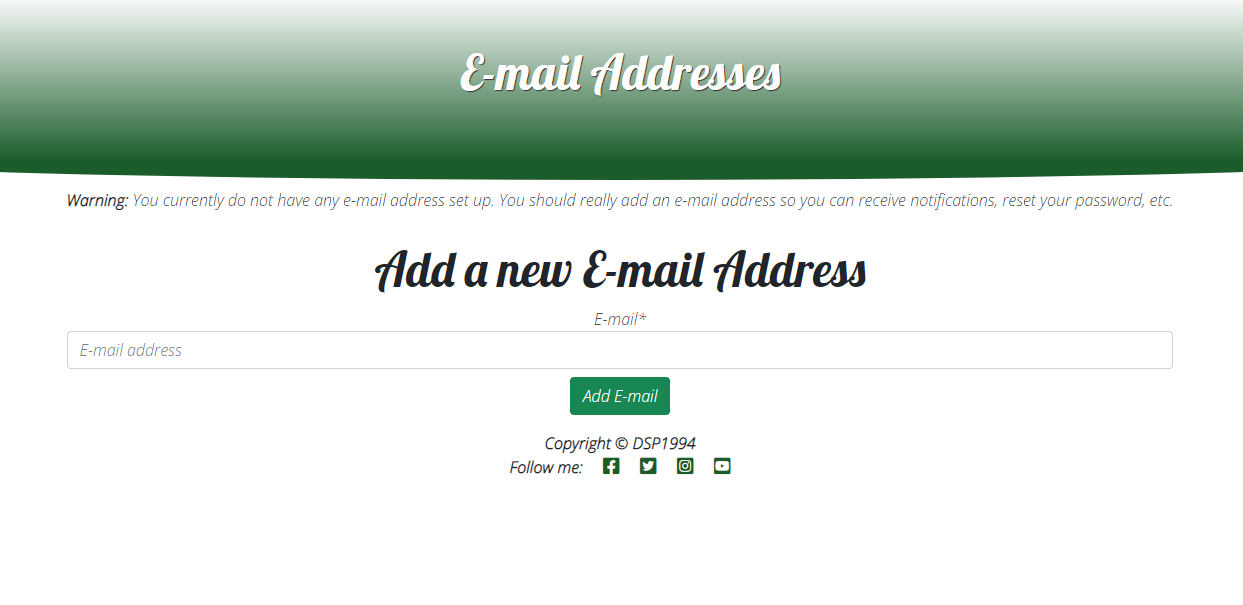 E-mail Addresses
Warning: You currently do not have any e-mail address set up. You should really add an e-mail address so you can receive notifications, reset your password, etc.
Add a new E-mail Address
E-mail*
E-mail address
Add E-mail
Copyright © DSP1994
Follow me: